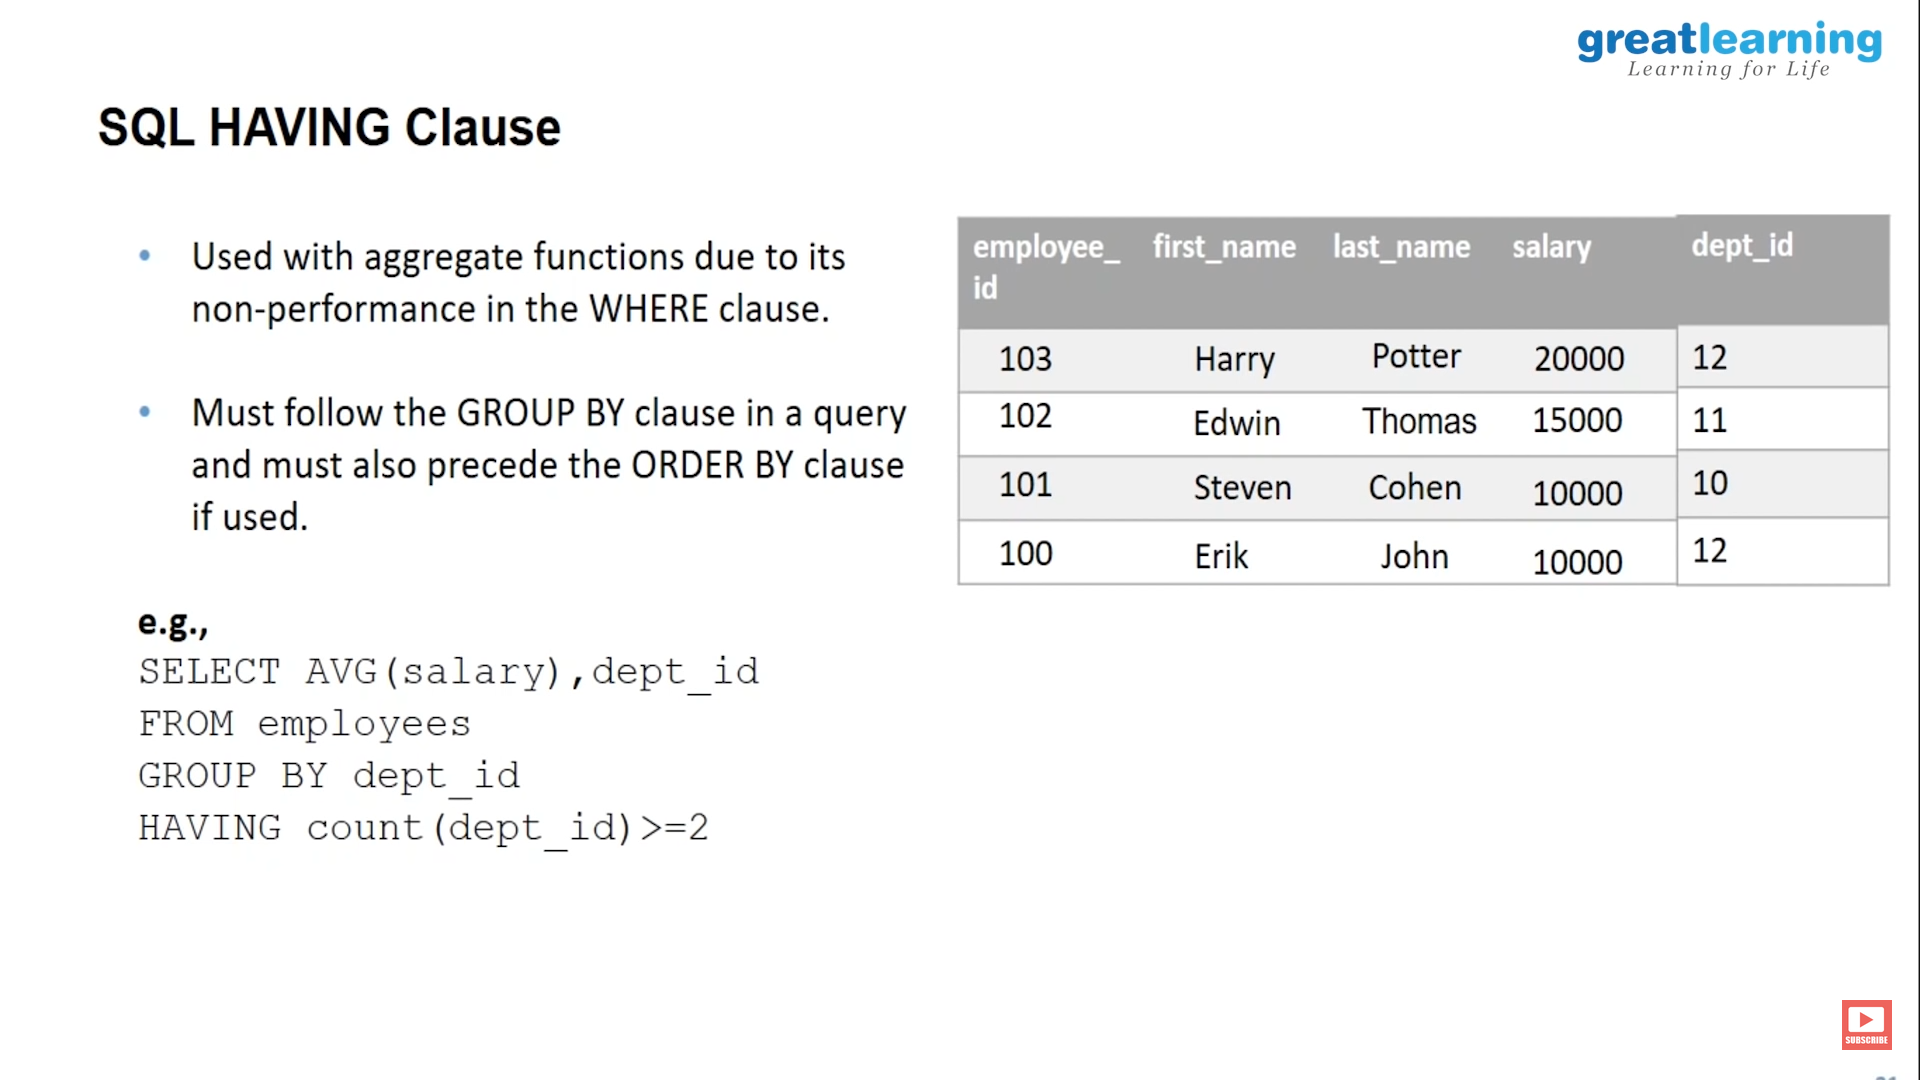 greatlearning
Learning for Life
SQL HAVING Clause
• Used with aggregate functions due to its
non-performance in the WHERE clause.
• Must follow the GROUP BY clause in a query
and must also precede the ORDER BY clause
if used.
e.g.,
SELECT AVG(salary),dept_id
FROM employees
GROUP BY dept_id
HAVING count(dept_id)>=2
employee_ first_name last_name salary dept_id
id
103 Harry Potter 20000 12
102 Edwin Thomas 15000 11
101 Steven Cohen 10000 10
100 Erik John 10000 12
SUBSCRIBE